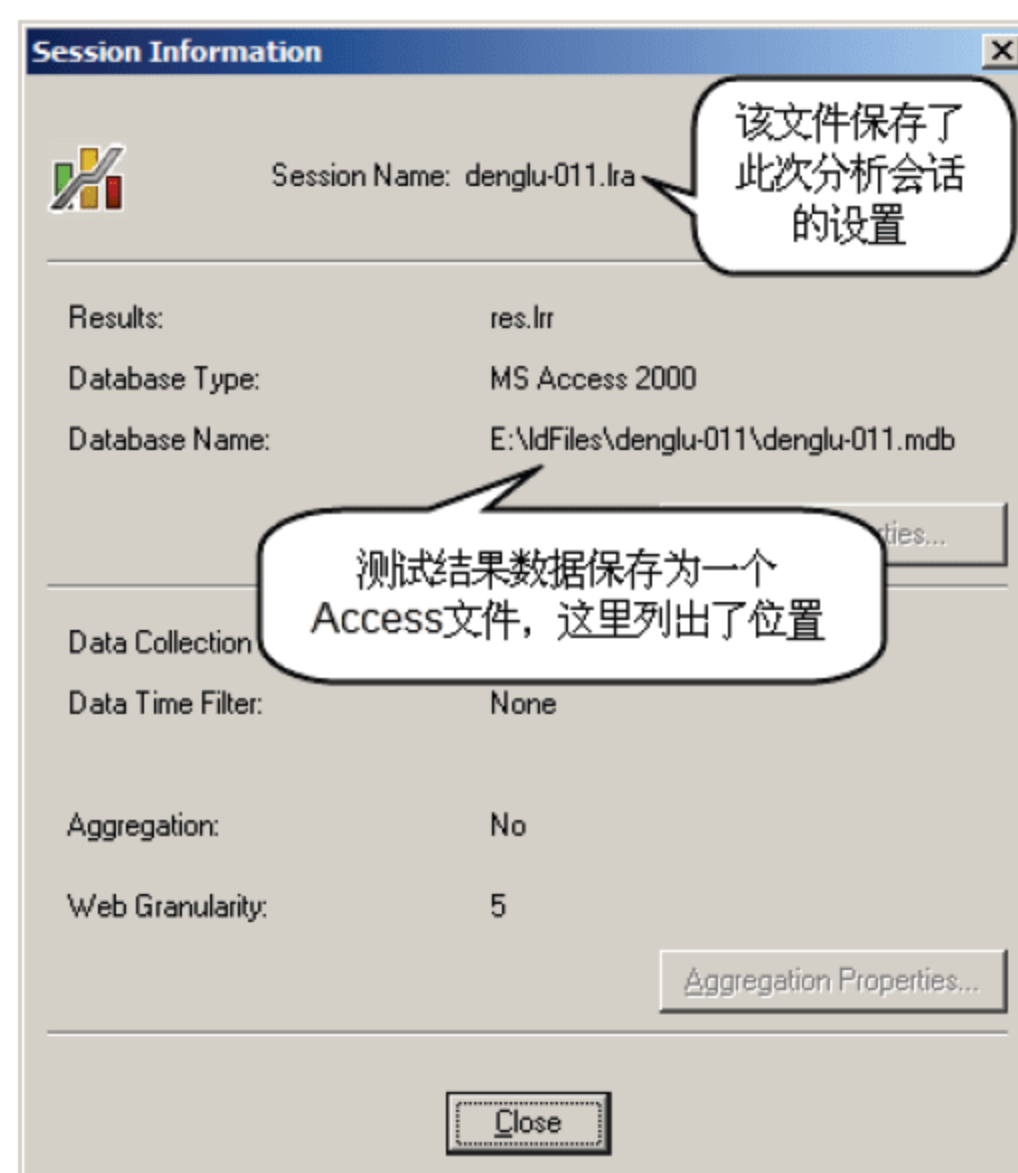 Session Information
该文件保存了
此次分析会话
的设置
Session Name: denglu-011.lra
Results: res.lrr
Database Type: MS Access 2000
Database Name: E:\ldFiles\denglu-011\denglu-011.mdb
测试结果数据保存为一个
Access文件，这里列出了位置
Data Collection
Data Time Filter: None
Aggregation: No
Web Granularity: 5
Aggregation Properties...
Close